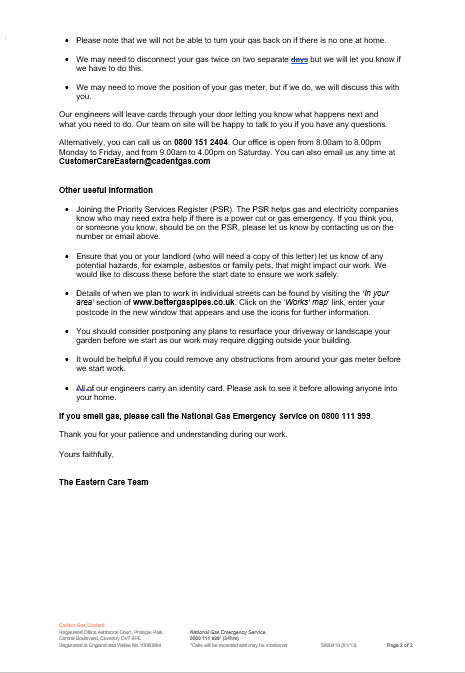 • Please note that we will not be able to turn your gas back on if there is no one at home.
• We may need to disconnect your gas twice on two separate days but we will let you know if
we have to do this.
• We may need to move the position of your gas meter, but if we do, we will discuss this with
you.
Our engineers will leave cards through your door letting you know what happens next and
what you need to do. Our team on site will be happy to talk to you if you have any questions.
Alternatively, you can call us on 0800 151 2404. Our office is open from 8.00am to 8.00pm
Monday to Friday, and from 9.00am to 4.00pm on Saturday. You can also email us any time at
CustomerCareEastern@cadentgas.com
Other useful information
• Joining the Priority Services Register (PSR). The PSR helps gas and electricity companies
know who may need extra help if there is a power cut or gas emergency. If you think you,
or someone you know, should be on the PSR, please let us know by contacting us on the
number or email above.
• Ensure that you or your landlord (who will need a copy of this letter) let us know of any
potential hazards, for example, asbestos or family pets, that might impact our work. We
would like to discuss these before the start date to ensure we work safely.
• Details of when we plan to work in individual streets can be found by visiting the 'In your
area' section of www.bettergaspipes.co.uk. Click on the 'Works' map' link, enter your
postcode in the new window that appears and use the icons for further information.
• You should consider postponing any plans to resurface your driveway or landscape your
garden before we start as our work may require digging outside your building.
• It would be helpful if you could remove any obstructions from around your gas meter before
we start work.
• All of our engineers carry an identity card. Please ask to see it before allowing anyone into
your home.
If you smell gas, please call the National Gas Emergency Service on 0800 111 999.
Thank you for your patience and understanding during our work.
Yours faithfully,
The Eastern Care Team
Cadent Gas Limited
Registered Office Ashbrook Court, Prologis Park
Central Boulevard, Coventry CV7 8PE
Registered in England and Wales No.10080864
National Gas Emergency Service
0800 111 999* (24hrs)
*Calls will be recorded and may be monitored
Page 2 of 2